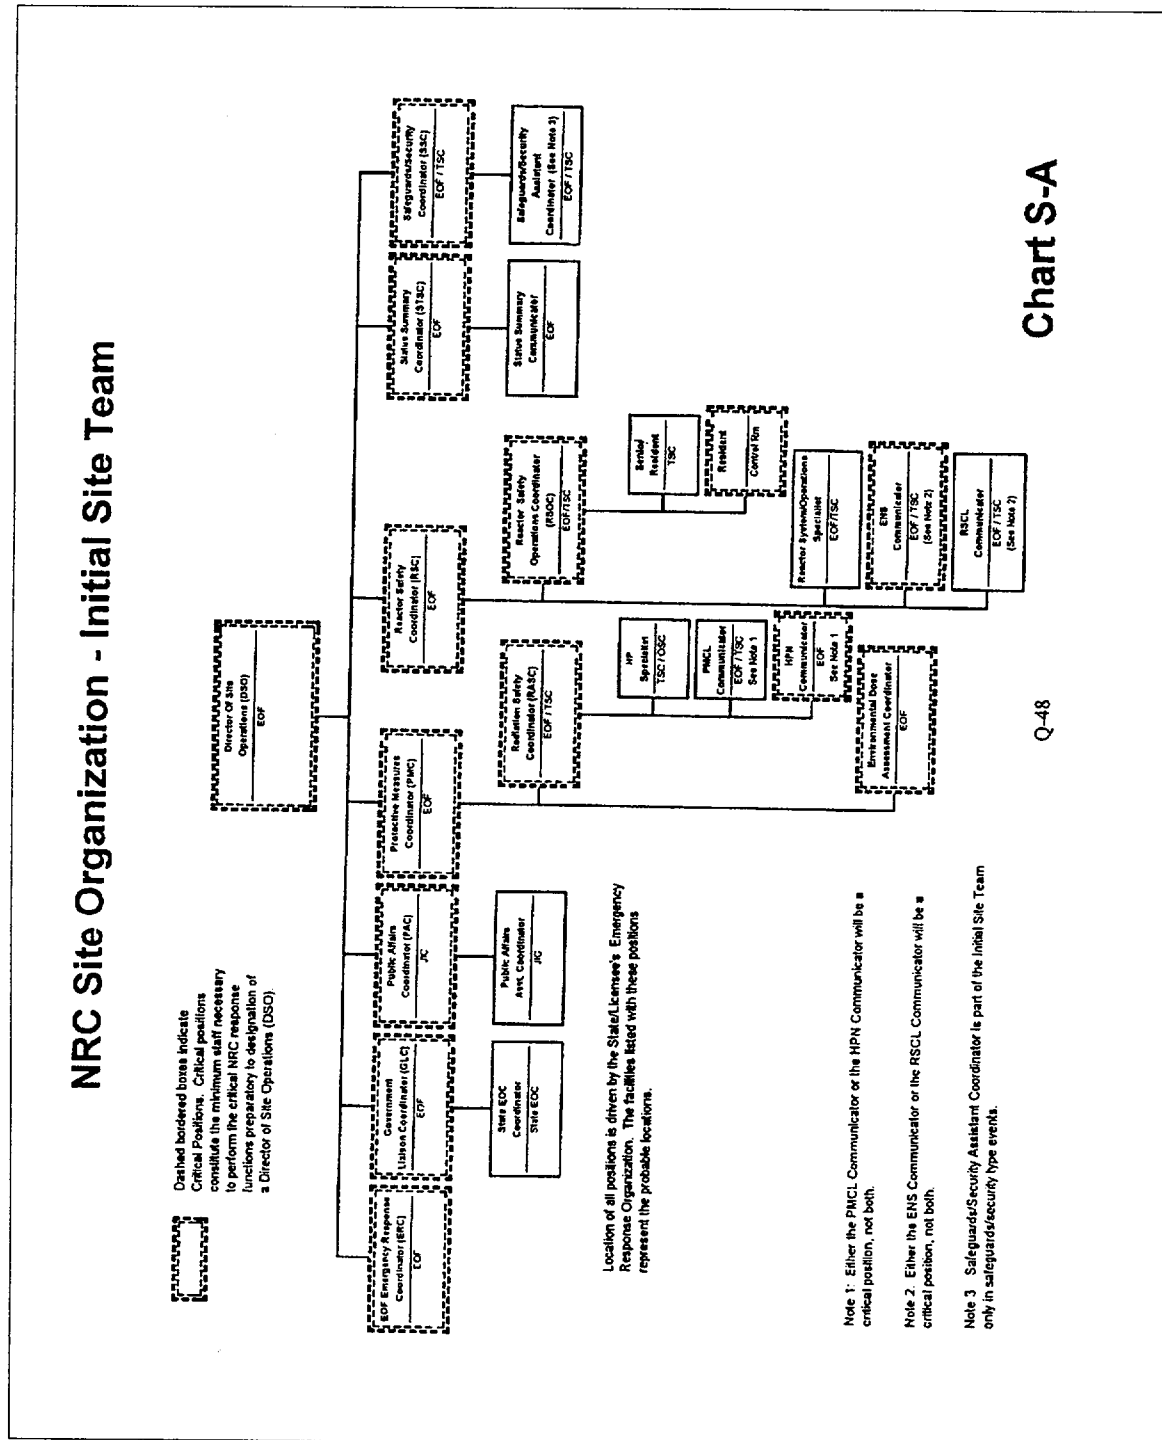 NRC Site Organization - Initial Site Team
Dashed bordered boxes indicate
Critical Positions. Critical positions
constitute the minimum staff necessary
to perform the critical NRC response
functions preparatory to designation of
a Director of Site Operations (DSO).
Director Of Site
Operations (DSO)
EOF
EOF Emergency Response
Coordinator (ERC)
EOF
Government
Liaison Coordinator (GLC)
EOF
Public Affairs
Coordinator (PAC)
JIC
Protective Measures
Coordinator (PMC)
EOF
Reactor Safety
Coordinator (RSC)
EOF
Status Summary
Coordinator (STSC)
EOF
Safeguards/Security
Coordinator (SSC)
EOF / TSC
State EOC
Coordinator
State EOC
Public Affairs
Asst. Coordinator
JIC
Radiation Safety
Coordinator (RASC)
EOF / TSC
Reactor Safety
Operations Coordinator
(RSOC)
EOF/TSC
Status Summary
Communicator
EOF
Safeguards/Security
Assistant
Coordinator (See Note 3)
EOF / TSC
Location of all positions is driven by the State/Licensee's Emergency
Response Organization. The facilities listed with these positions
represent the probable locations.
HP
Specialist
TSC / OSC
PMCL
Communicator
EOF / TSC
See Note 1
HPN
Communicator
EOF
See Note 1
Environmental Dose
Assessment Coordinator
EOF
Senior/
Resident
TSC
Resident
Control Rm
Reactor System/Operations
Specialist
EOF/TSC
ENS
Communicator
EOF / TSC
(See Note 2)
RSCL
Communicator
EOF / TSC
(See Note 2)
Note 1: Either the PMCL Communicator or the HPN Communicator will be a
critical position, not both.
Note 2. Either the ENS Communicator or the RSCL Communicator will be a
critical position, not both.
Note 3 Safeguards/Security Assistant Coordinator is part of the Initial Site Team
only in safeguards/security type events.
Q-48
Chart S-A